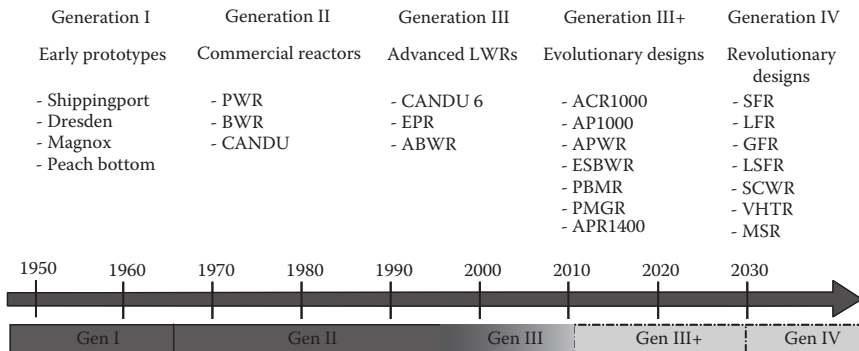 Generation I
Early prototypes
- Shippingport
- Dresden
- Magnox
- Peach bottom
Generation II
Commercial reactors
- PWR
- BWR
- CANDU
Generation III
Advanced LWRs
- CANDU 6
- EPR
- ABWR
Generation III+
Evolutionary designs
- ACR1000
- AP1000
- APWR
- ESBWR
- PBMR
- PMGR
- APR1400
Generation IV
Revolutionary
designs
- SFR
- LFR
- GFR
- LSFR
- SCWR
- VHTR
- MSR
1950 1960 1970 1980 1990 2000 2010 2020 2030
Gen I Gen II Gen III Gen III+ Gen IV